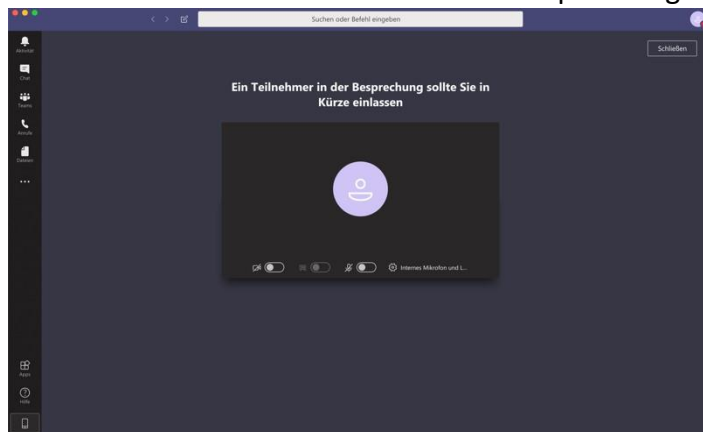 Suchen oder Befehl eingeben
Schließen
Aktivität
Chat
Teams
Anrufe
Dateien
Ein Teilnehmer in der Besprechung sollte Sie in
Kürze einlassen
Internes Mikrofon und L...
Apps
Hilfe